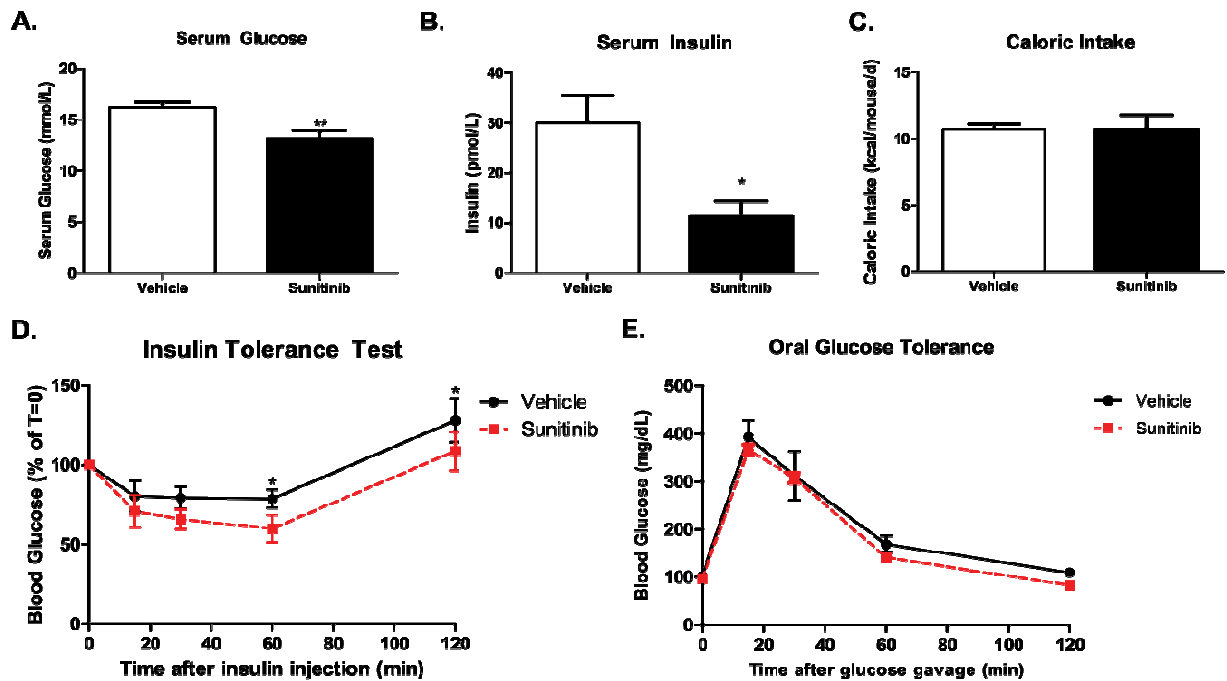 A.
Serum Glucose
Serum Glucose (mmol/L)
20
15
10
5
0
**
Vehicle
Sunitinib
B.
Serum Insulin
Insulin (pmol/L)
40
30
20
10
0
*
Vehicle
Sunitinib
C.
Caloric Intake
Caloric Intake (kcal/mouse/d)
15
10
5
0
Vehicle
Sunitinib
D.
Insulin Tolerance Test
Blood Glucose (% of T=0)
150
100
50
0
*
*
Vehicle
Sunitinib
0 20 40 60 80 100 120
Time after insulin injection (min)
E.
Oral Glucose Tolerance
Blood Glucose (mg/dL)
500
400
300
200
100
0
Vehicle
Sunitinib
0 20 40 60 80 100 120
Time after glucose gavage (min)